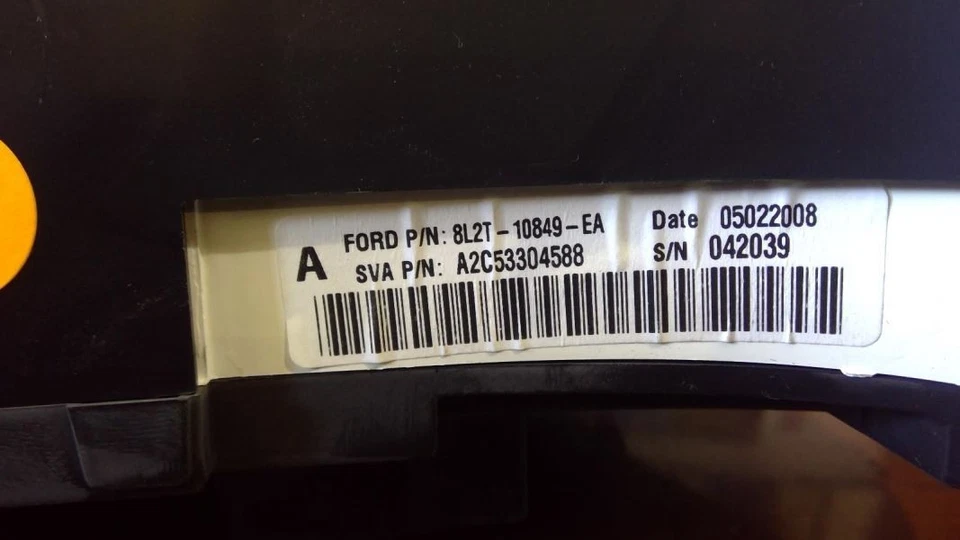 A
FORD P/N: 8L2T-10849-EA Date 05022008
SVA P/N: A2C53304588 S/N 042039